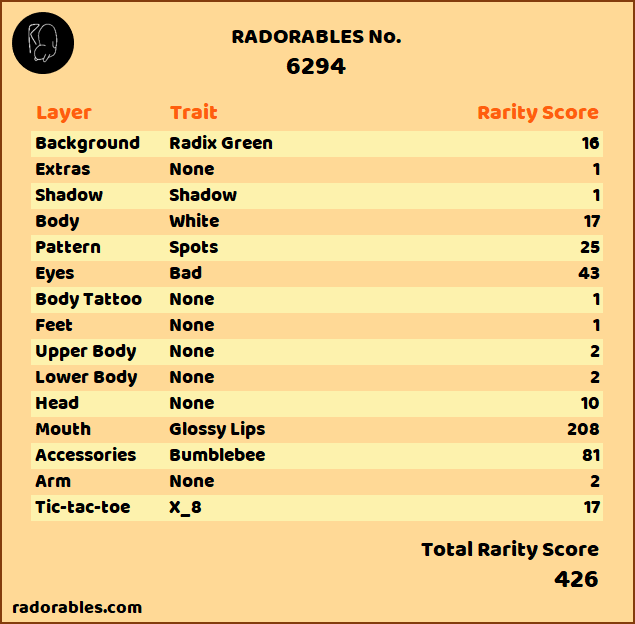 RADORABLES No.
6294
Layer Trait Rarity Score
Background Radix Green 16
Extras None 1
Shadow Shadow 1
Body White 17
Pattern Spots 25
Eyes Bad 43
Body Tattoo None 1
Feet None 1
Upper Body None 2
Lower Body None 2
Head None 10
Mouth Glossy Lips 208
Accessories Bumblebee 81
Arm None 2
Tic-tac-toe X_8 17
Total Rarity Score
426
radorables.com